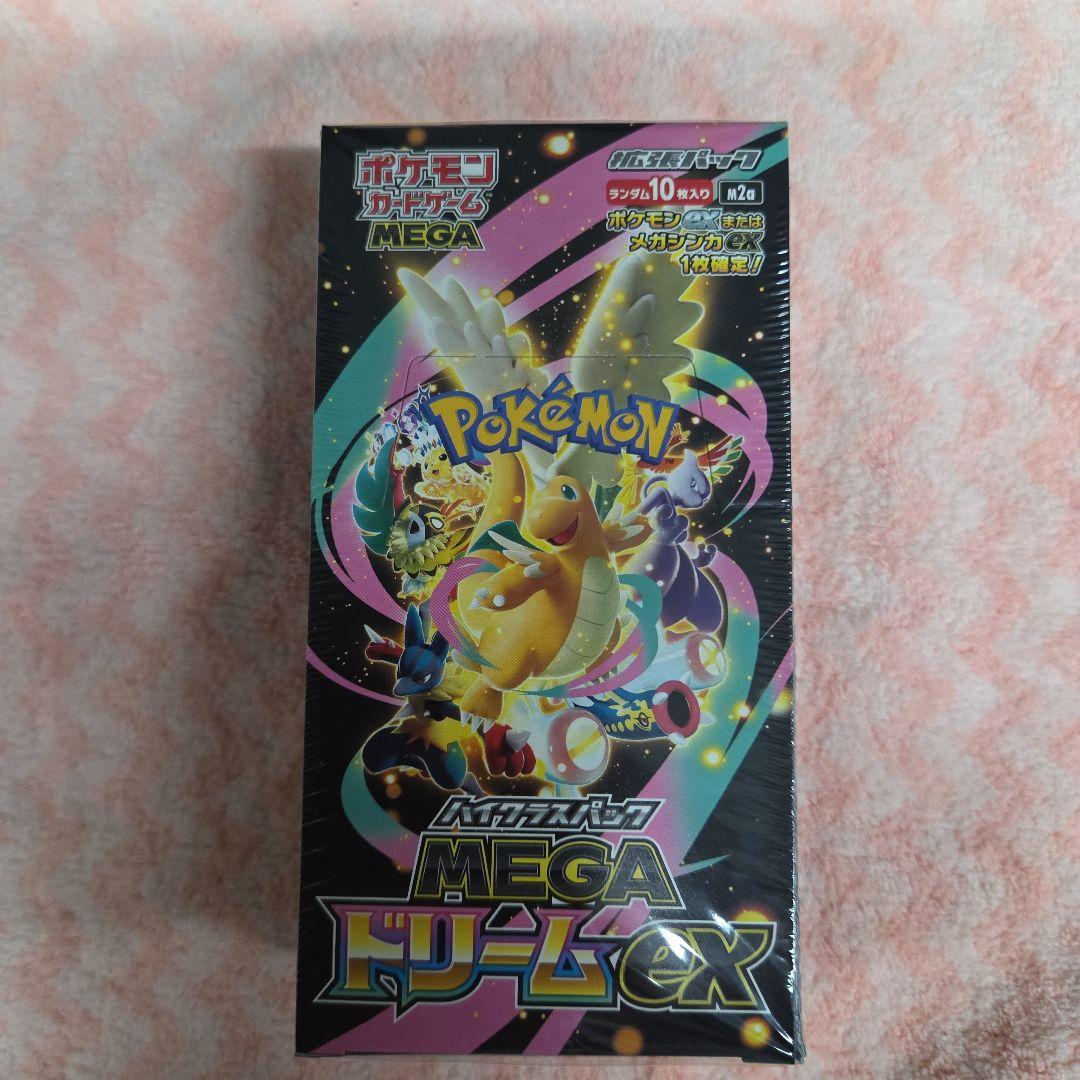 ポケモン
カードゲーム
MEGA
拡張パック
ランダム10枚入り M2a
ポケモンexまたは
メガシンカex
1枚確定!
POKéMON
ハイクラスパック
MEGA
ドリームex